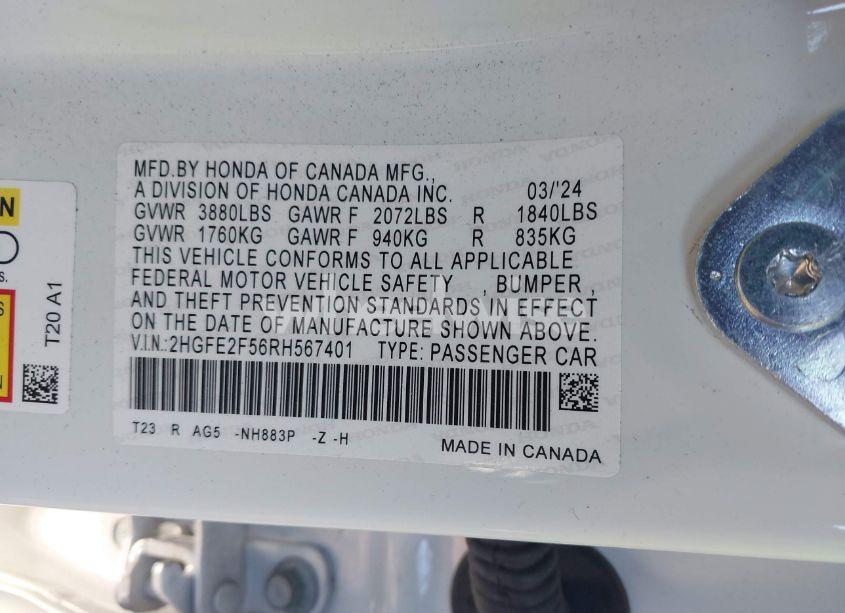 MFD.BY HONDA OF CANADA MFG.,
A DIVISION OF HONDA CANADA INC. 03/'24
GVWR 3880LBS GAWR F 2072LBS R 1840LBS
GVWR 1760KG GAWR F 940KG R 835KG
THIS VEHICLE CONFORMS TO ALL APPLICABLE
FEDERAL MOTOR VEHICLE SAFETY , BUMPER ,
AND THEFT PREVENTION STANDARDS IN EFFECT
ON THE DATE OF MANUFACTURE SHOWN ABOVE.
V.I.N.:2HGFE2F56RH567401 TYPE: PASSENGER CAR
T23 R AG5 -NH883P -Z -H
MADE IN CANADA
T20 A1